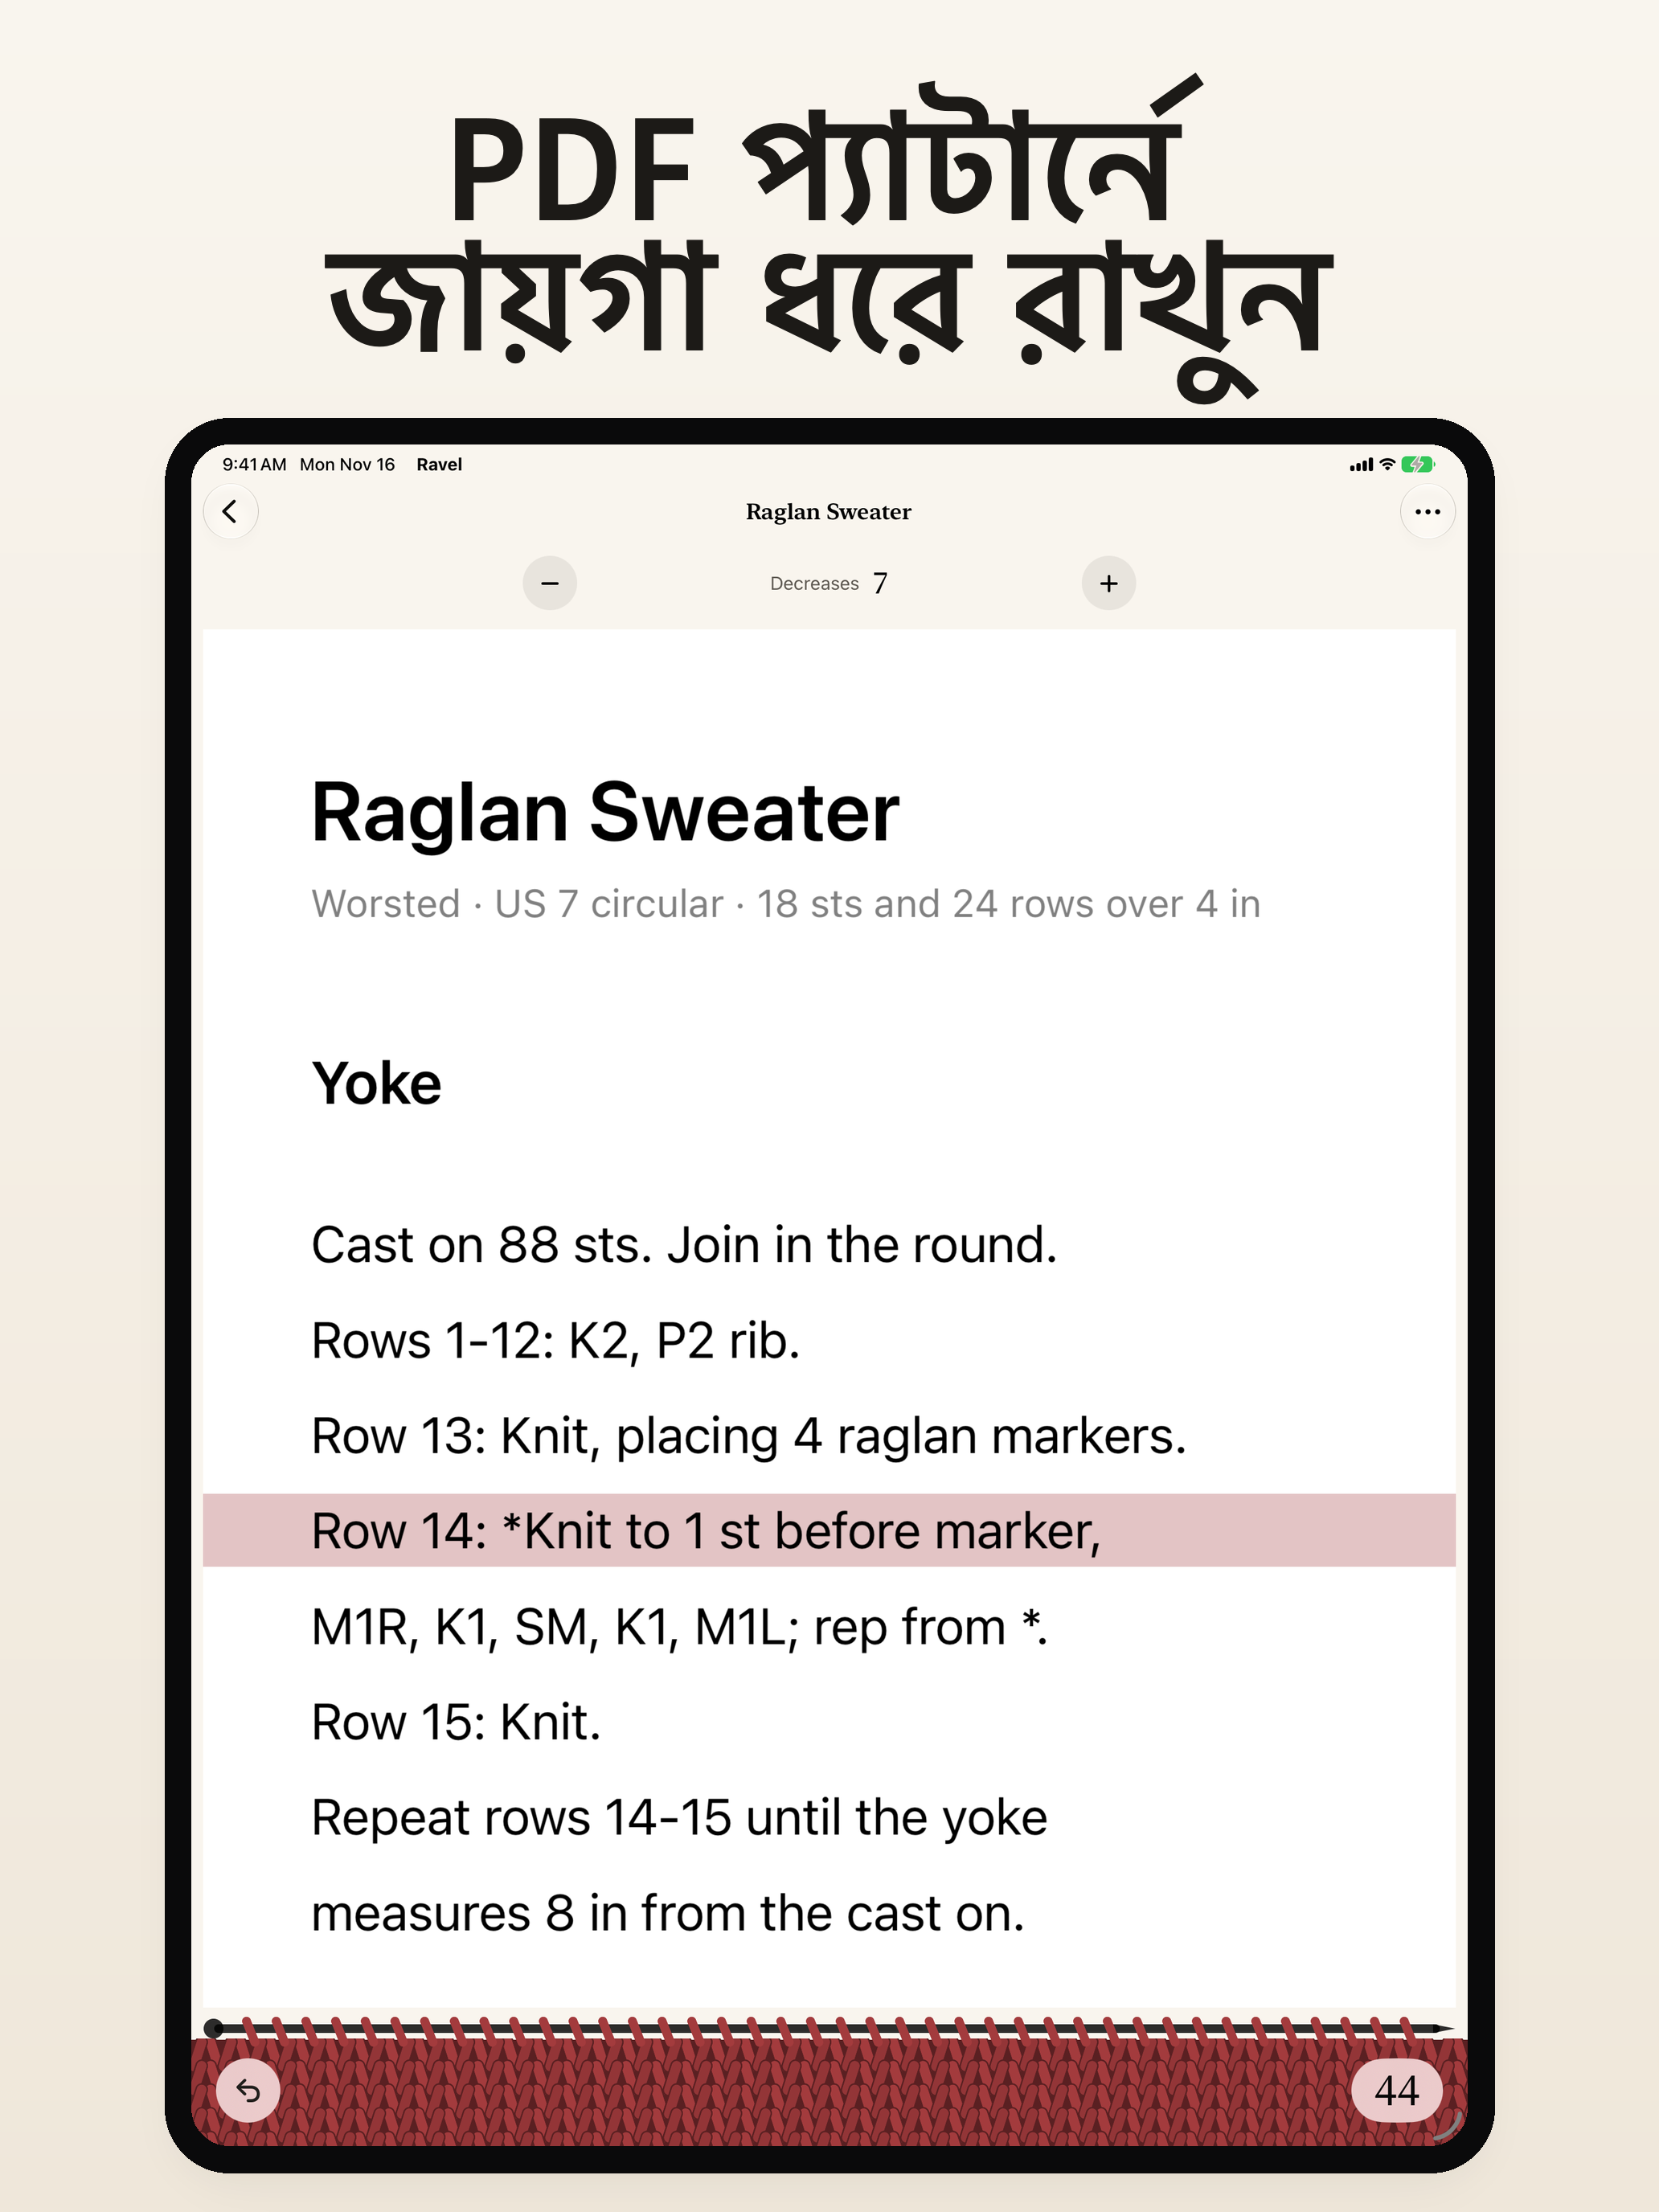 PDF প্যাটার্নে
জায়গা ধরে রাখুন
9:41 AM Mon Nov 16 Ravel
Raglan Sweater
Decreases 7
Raglan Sweater
Worsted · US 7 circular · 18 sts and 24 rows over 4 in
Yoke
Cast on 88 sts. Join in the round.
Rows 1-12: K2, P2 rib.
Row 13: Knit, placing 4 raglan markers.
Row 14: *Knit to 1 st before marker,
M1R, K1, SM, K1, M1L; rep from *.
Row 15: Knit.
Repeat rows 14-15 until the yoke
measures 8 in from the cast on.
44